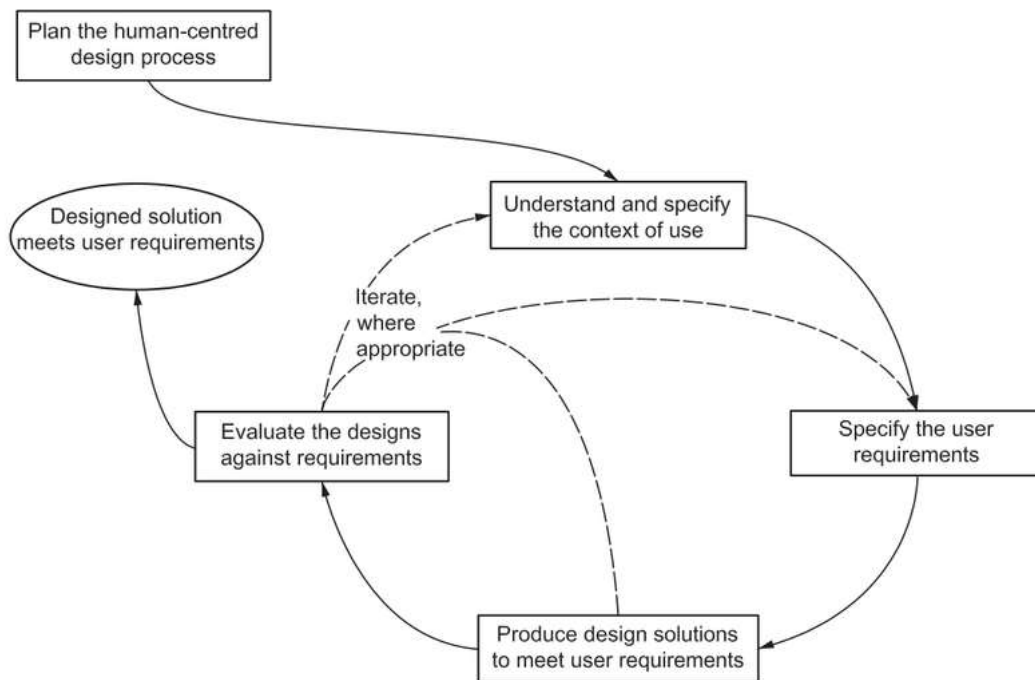 Plan the human-centred
design process
Understand and specify
the context of use
Designed solution
meets user requirements
Iterate,
where
appropriate
Evaluate the designs
against requirements
Specify the user
requirements
Produce design solutions
to meet user requirements